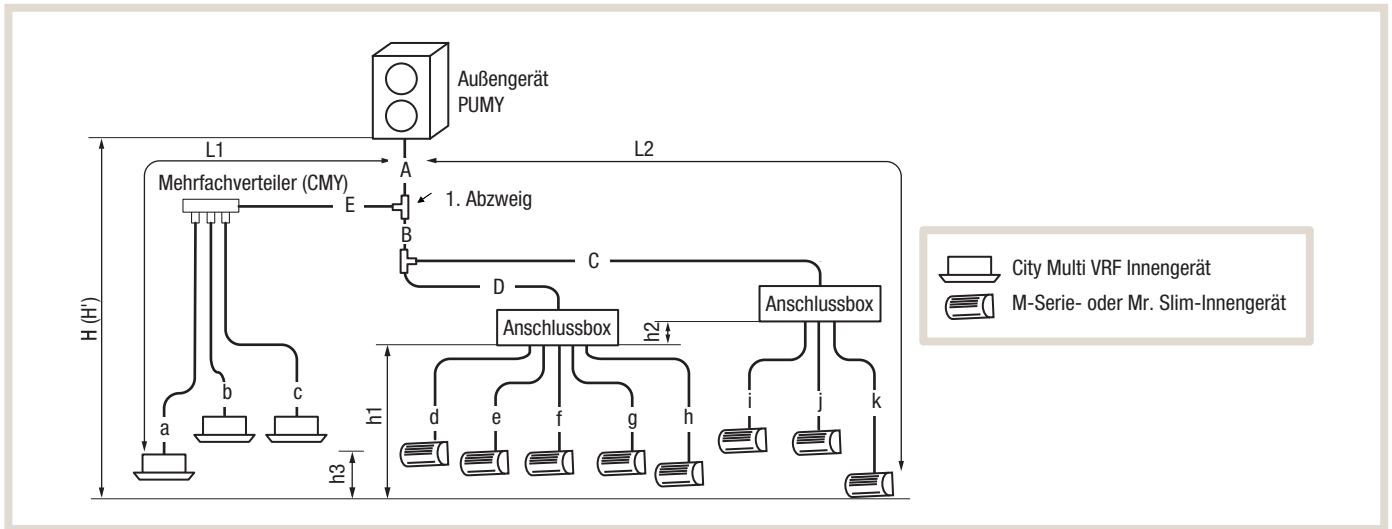 Außengerät
PUMY
L1
L2
A
Mehrfachverteiler (CMY)
E
1. Abzweig
B
C
D
H (H')
Anschlussbox
Anschlussbox
h2
h1
h3
a
b
c
d
e
f
g
h
i
j
k
City Multi VRF Innengerät
M-Serie- oder Mr. Slim-Innengerät